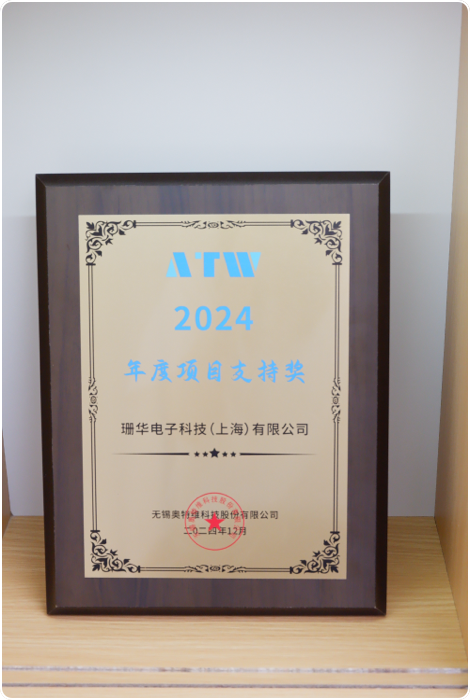 ATW
2024
年度项目支持奖
珊华电子科技（上海）有限公司
无锡奥特维科技股份有限公司
二〇二四年12月